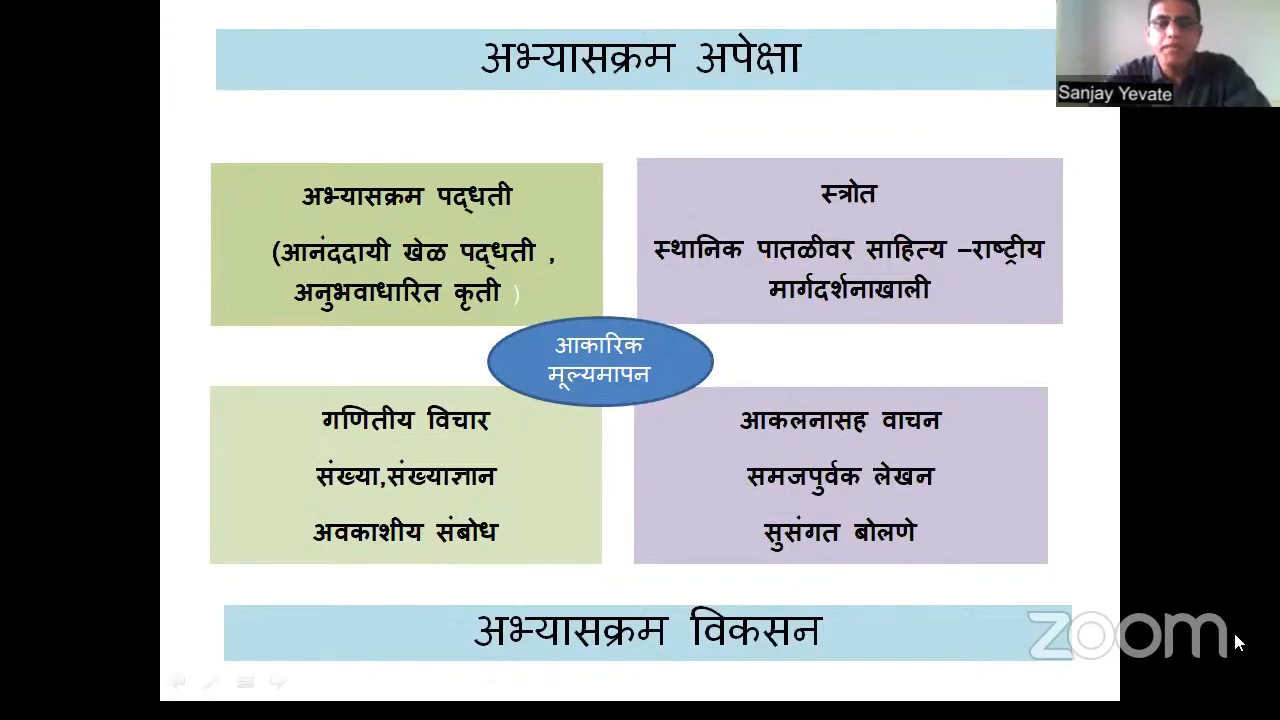 अभ्यासक्रम अपेक्षा
Sanjay Yevate
अभ्यासक्रम पद्धती
(आनंददायी खेळ पद्धती ,
अनुभवाधारित कृती )
स्त्रोत
स्थानिक पातळीवर साहित्य –राष्ट्रीय
मार्गदर्शनाखाली
आकारिक
मूल्यमापन
गणितीय विचार
संख्या,संख्याज्ञान
अवकाशीय संबोध
आकलनासह वाचन
समजपुर्वक लेखन
सुसंगत बोलणे
अभ्यासक्रम विकसन
zoom